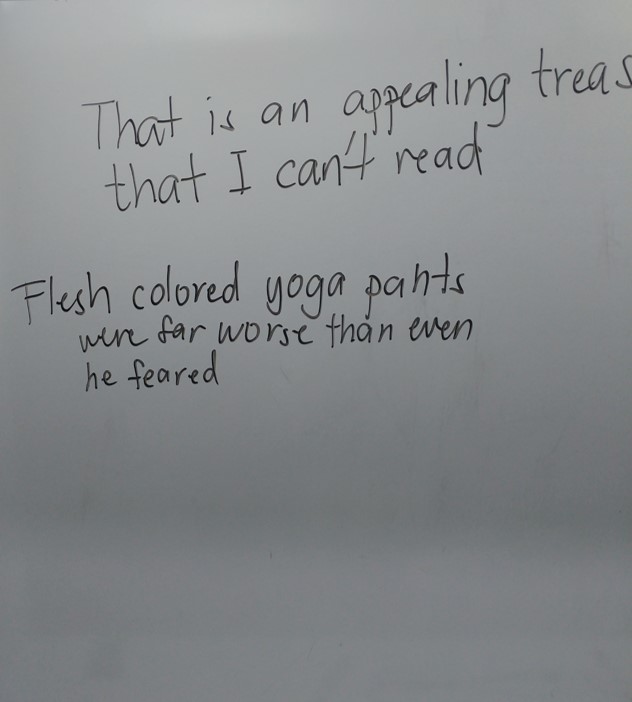 That is an appealing treas
that I can't read
Flesh colored yoga pants
were far worse than even
he feared